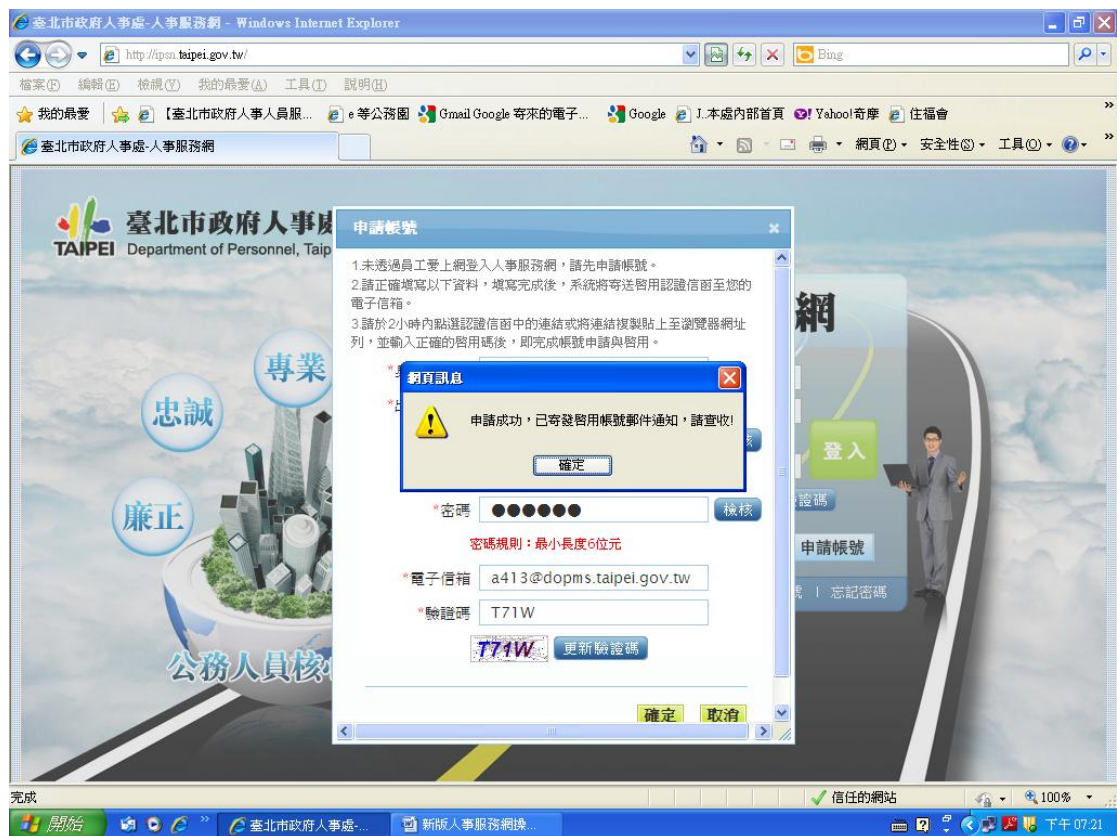 臺北市政府人事處-人事服務網 - Windows Internet Explorer
http://ipsn.taipei.gov.tw/
Bing
檔案(F) 編輯(E) 檢視(V) 我的最愛(A) 工具(T) 說明(H)
我的最愛 【臺北市政府人事人員服... e 等公務園 Gmail Google 寄來的電子... Google 1.本處內部首頁 Yahoo!奇摩 住福會
臺北市政府人事處-人事服務網
網頁(P) 安全性(S) 工具(O)
臺北市政府人事處
TAIPEI Department of Personnel, Taip
網
專業
忠誠
廉正
公務人員核心
申請帳號
1.未透過員工愛上網登入人事服務網，請先申請帳號。
2.請正確填寫以下資料，填寫完成後，系統將寄送啟用認證信函至您的
電子信箱。
3.請於2小時內點選認證信函中的連結或將連結複製貼上至瀏覽器網址
列，並輸入正確的啟用碼後，即完成帳號申請與啟用。
網頁訊息
申請成功，已寄發啟用帳號郵件通知，請查收!
確定
*密碼 ●●●●●● 檢核
密碼規則：最小長度6位元
*電子信箱 a413@dopms.taipei.gov.tw
*驗證碼 T71W
T71W 更新驗證碼
確定 取消
登入
驗證碼
申請帳號
號 | 忘記密碼
完成 信任的網站 100%
開始 臺北市政府人事處-... 新版人事服務網操... 下午 07:21